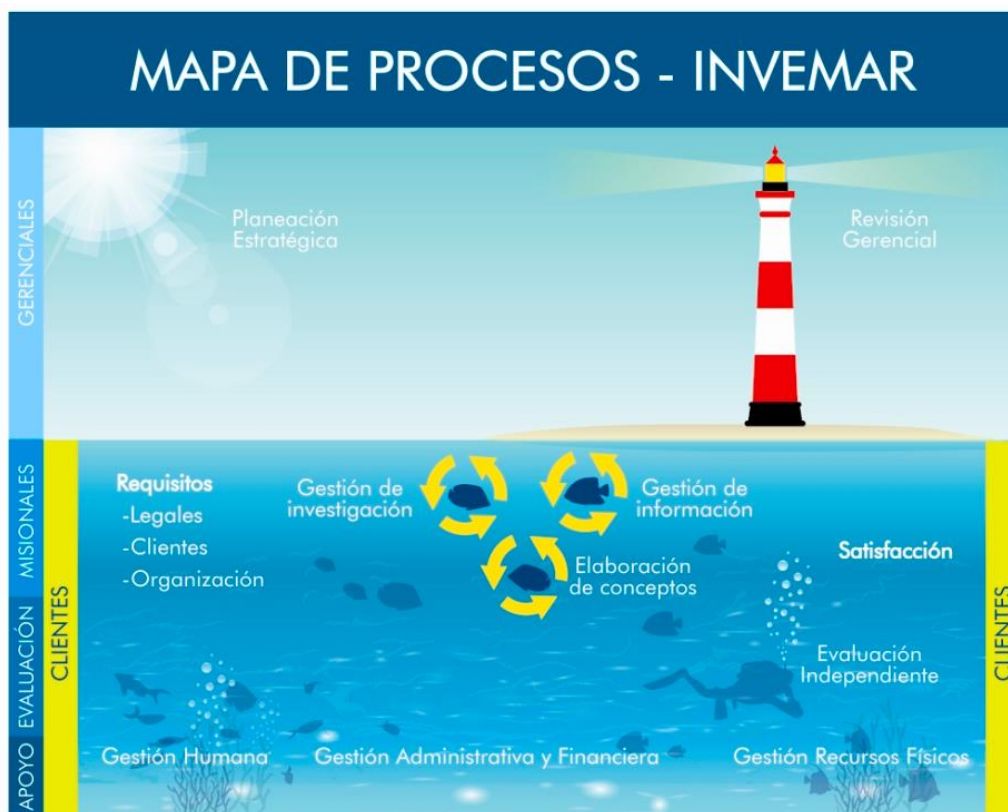 MAPA DE PROCESOS - INVEMAR
GERENCIALES
Planeación
Estratégica
Revisión
Gerencial
MISIONALES
CLIENTES
Requisitos
-Legales
-Clientes
-Organización
Gestión de
investigación
Gestión de
información
Elaboración
de conceptos
Satisfacción
CLIENTES
EVALUACIÓN
Evaluación
Independiente
APOYO
Gestión Humana
Gestión Administrativa y Financiera
Gestión Recursos Físicos